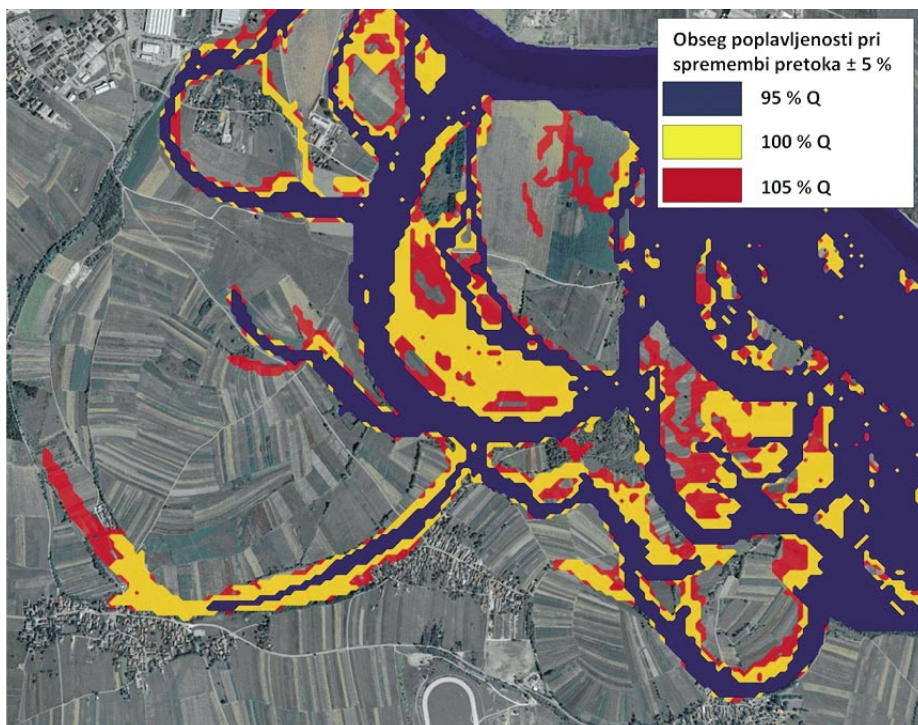 Obseg poplavljenosti pri
spremembi pretoka ± 5 %
95 % Q
100 % Q
105 % Q